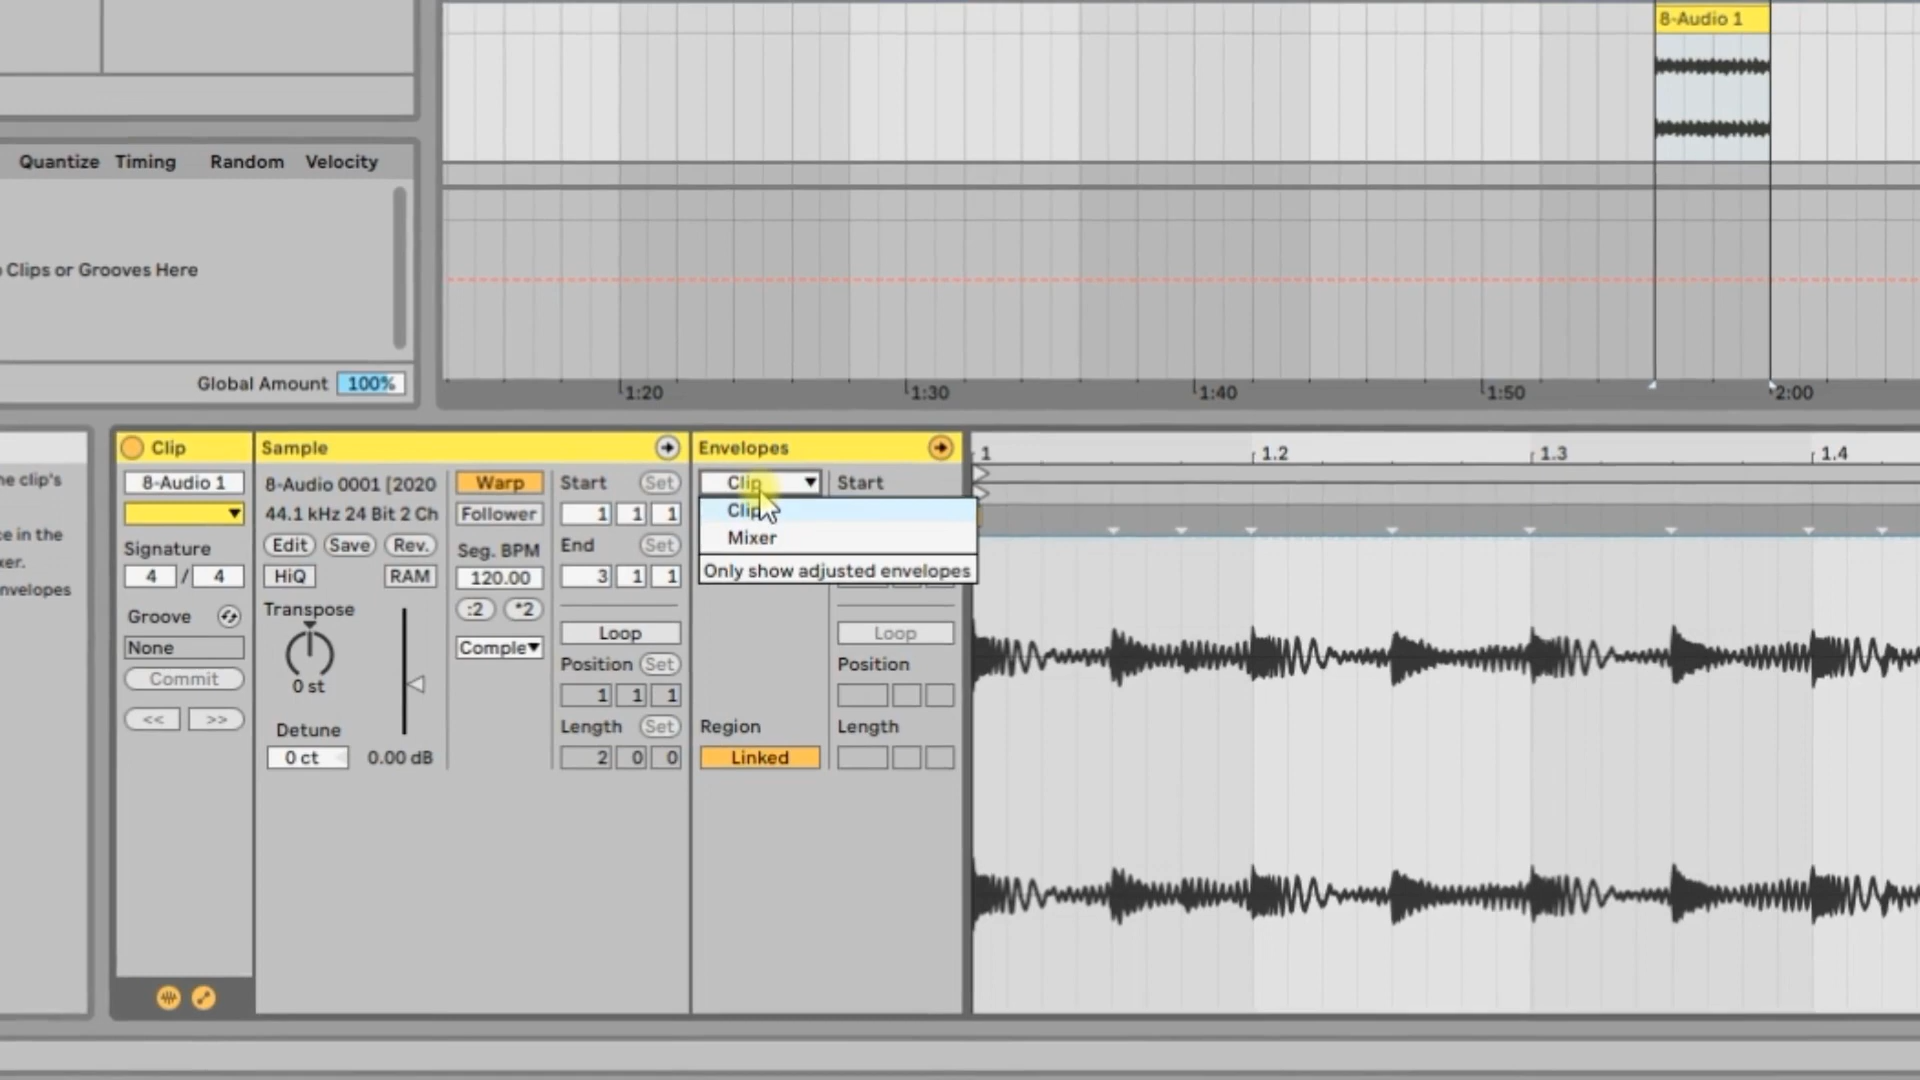 8-Audio 1
Quantize Timing Random Velocity
Clips or Grooves Here
Global Amount 100%
1:20 1:30 1:40 1:50 2:00
Clip
8-Audio 1
Signature
4 / 4
Groove
None
Commit
<< >>
Sample
8-Audio 0001 [2020
44.1 kHz 24 Bit 2 Ch
Edit Save Rev.
HiQ RAM
Transpose
0 st
Detune
0 ct 0.00 dB
Warp
Follower
Seg. BPM
120.00
:2 *2
Comple
Start Set
1 1 1
End Set
3 1 1
Loop
Position Set
1 1 1
Length Set
2 0 0
Envelopes
Clip
Clip
Mixer
Only show adjusted envelopes
Region
Linked
Start
Loop
Position
Length
1 1.2 1.3 1.4
he clip's
ce in the
xer.
nvelopes